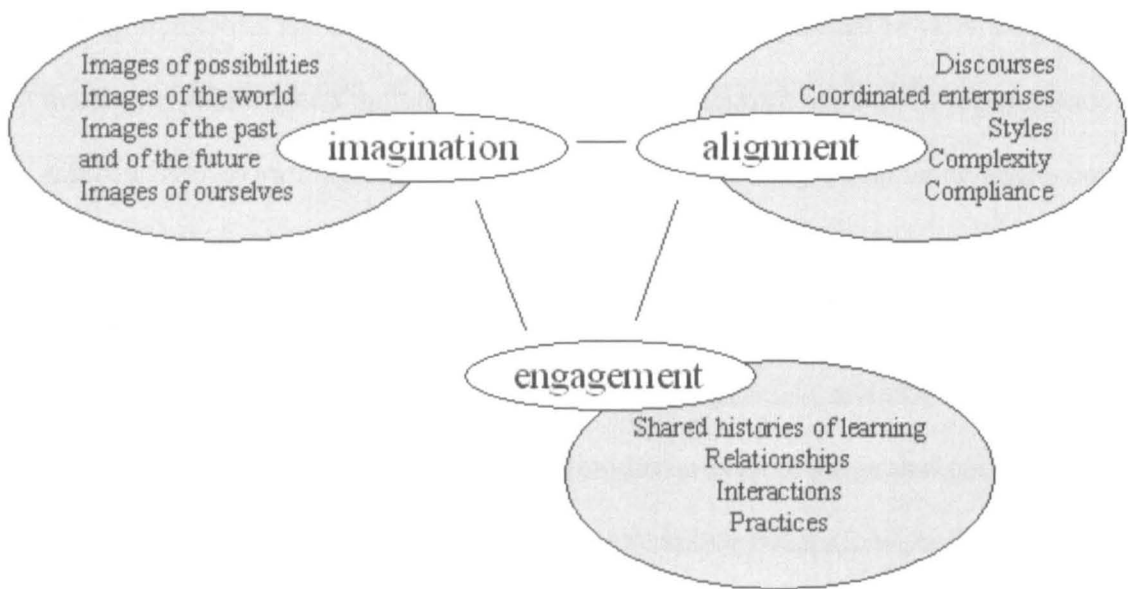 Images of possibilities
Images of the world
Images of the past
and of the future
Images of ourselves
imagination
alignment
Discourses
Coordinated enterprises
Styles
Complexity
Compliance
engagement
Shared histories of learning
Relationships
Interactions
Practices